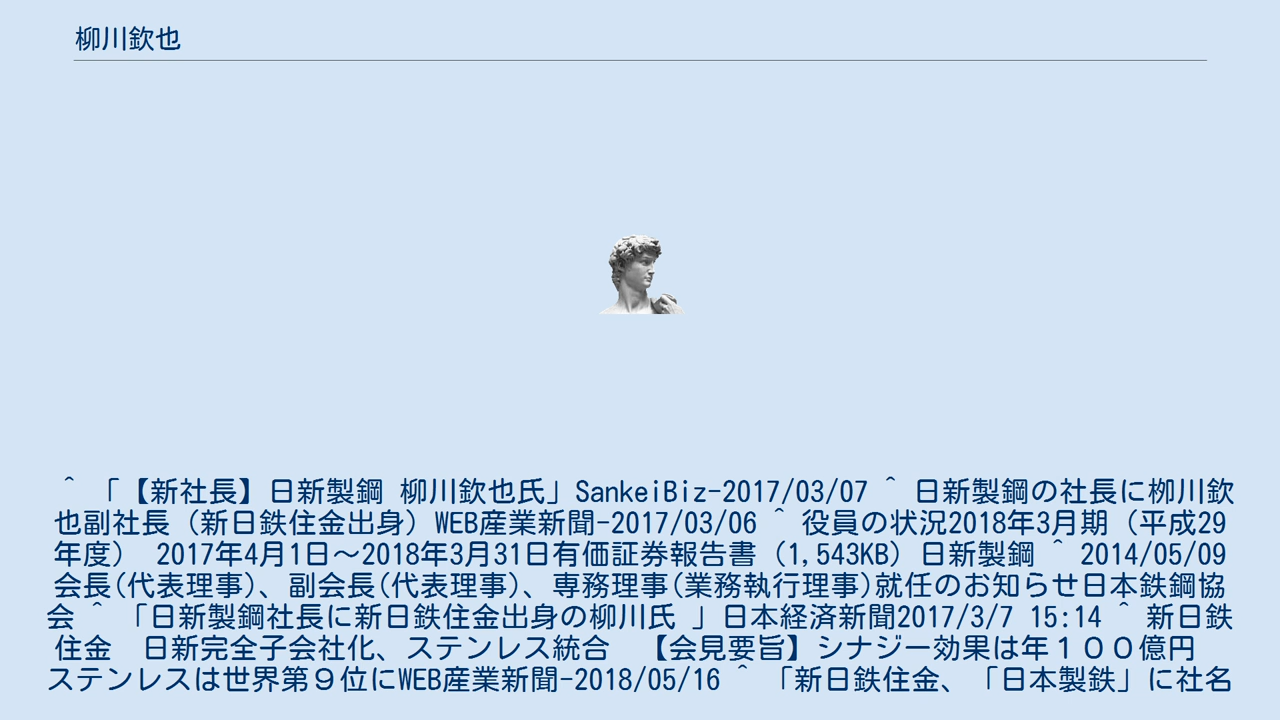 柳川欽也
^ 「【新社長】日新製鋼 柳川欽也氏」SankeiBiz-2017/03/07 ^ 日新製鋼の社長に栁川欽
也副社長（新日鉄住金出身）WEB産業新聞-2017/03/06 ^ 役員の状況2018年3月期（平成29
年度） 2017年4月1日～2018年3月31日有価証券報告書（1,543KB）日新製鋼 ^ 2014/05/09
会長(代表理事)、副会長(代表理事)、専務理事(業務執行理事)就任のお知らせ日本鉄鋼協
会 ^ 「日新製鋼社長に新日鉄住金出身の柳川氏 」日本経済新聞2017/3/7 15:14 ^ 新日鉄
住金　日新完全子会社化、ステンレス統合　【会見要旨】シナジー効果は年１００億円
ステンレスは世界第９位にWEB産業新聞-2018/05/16 ^ 「新日鉄住金、「日本製鉄」に社名